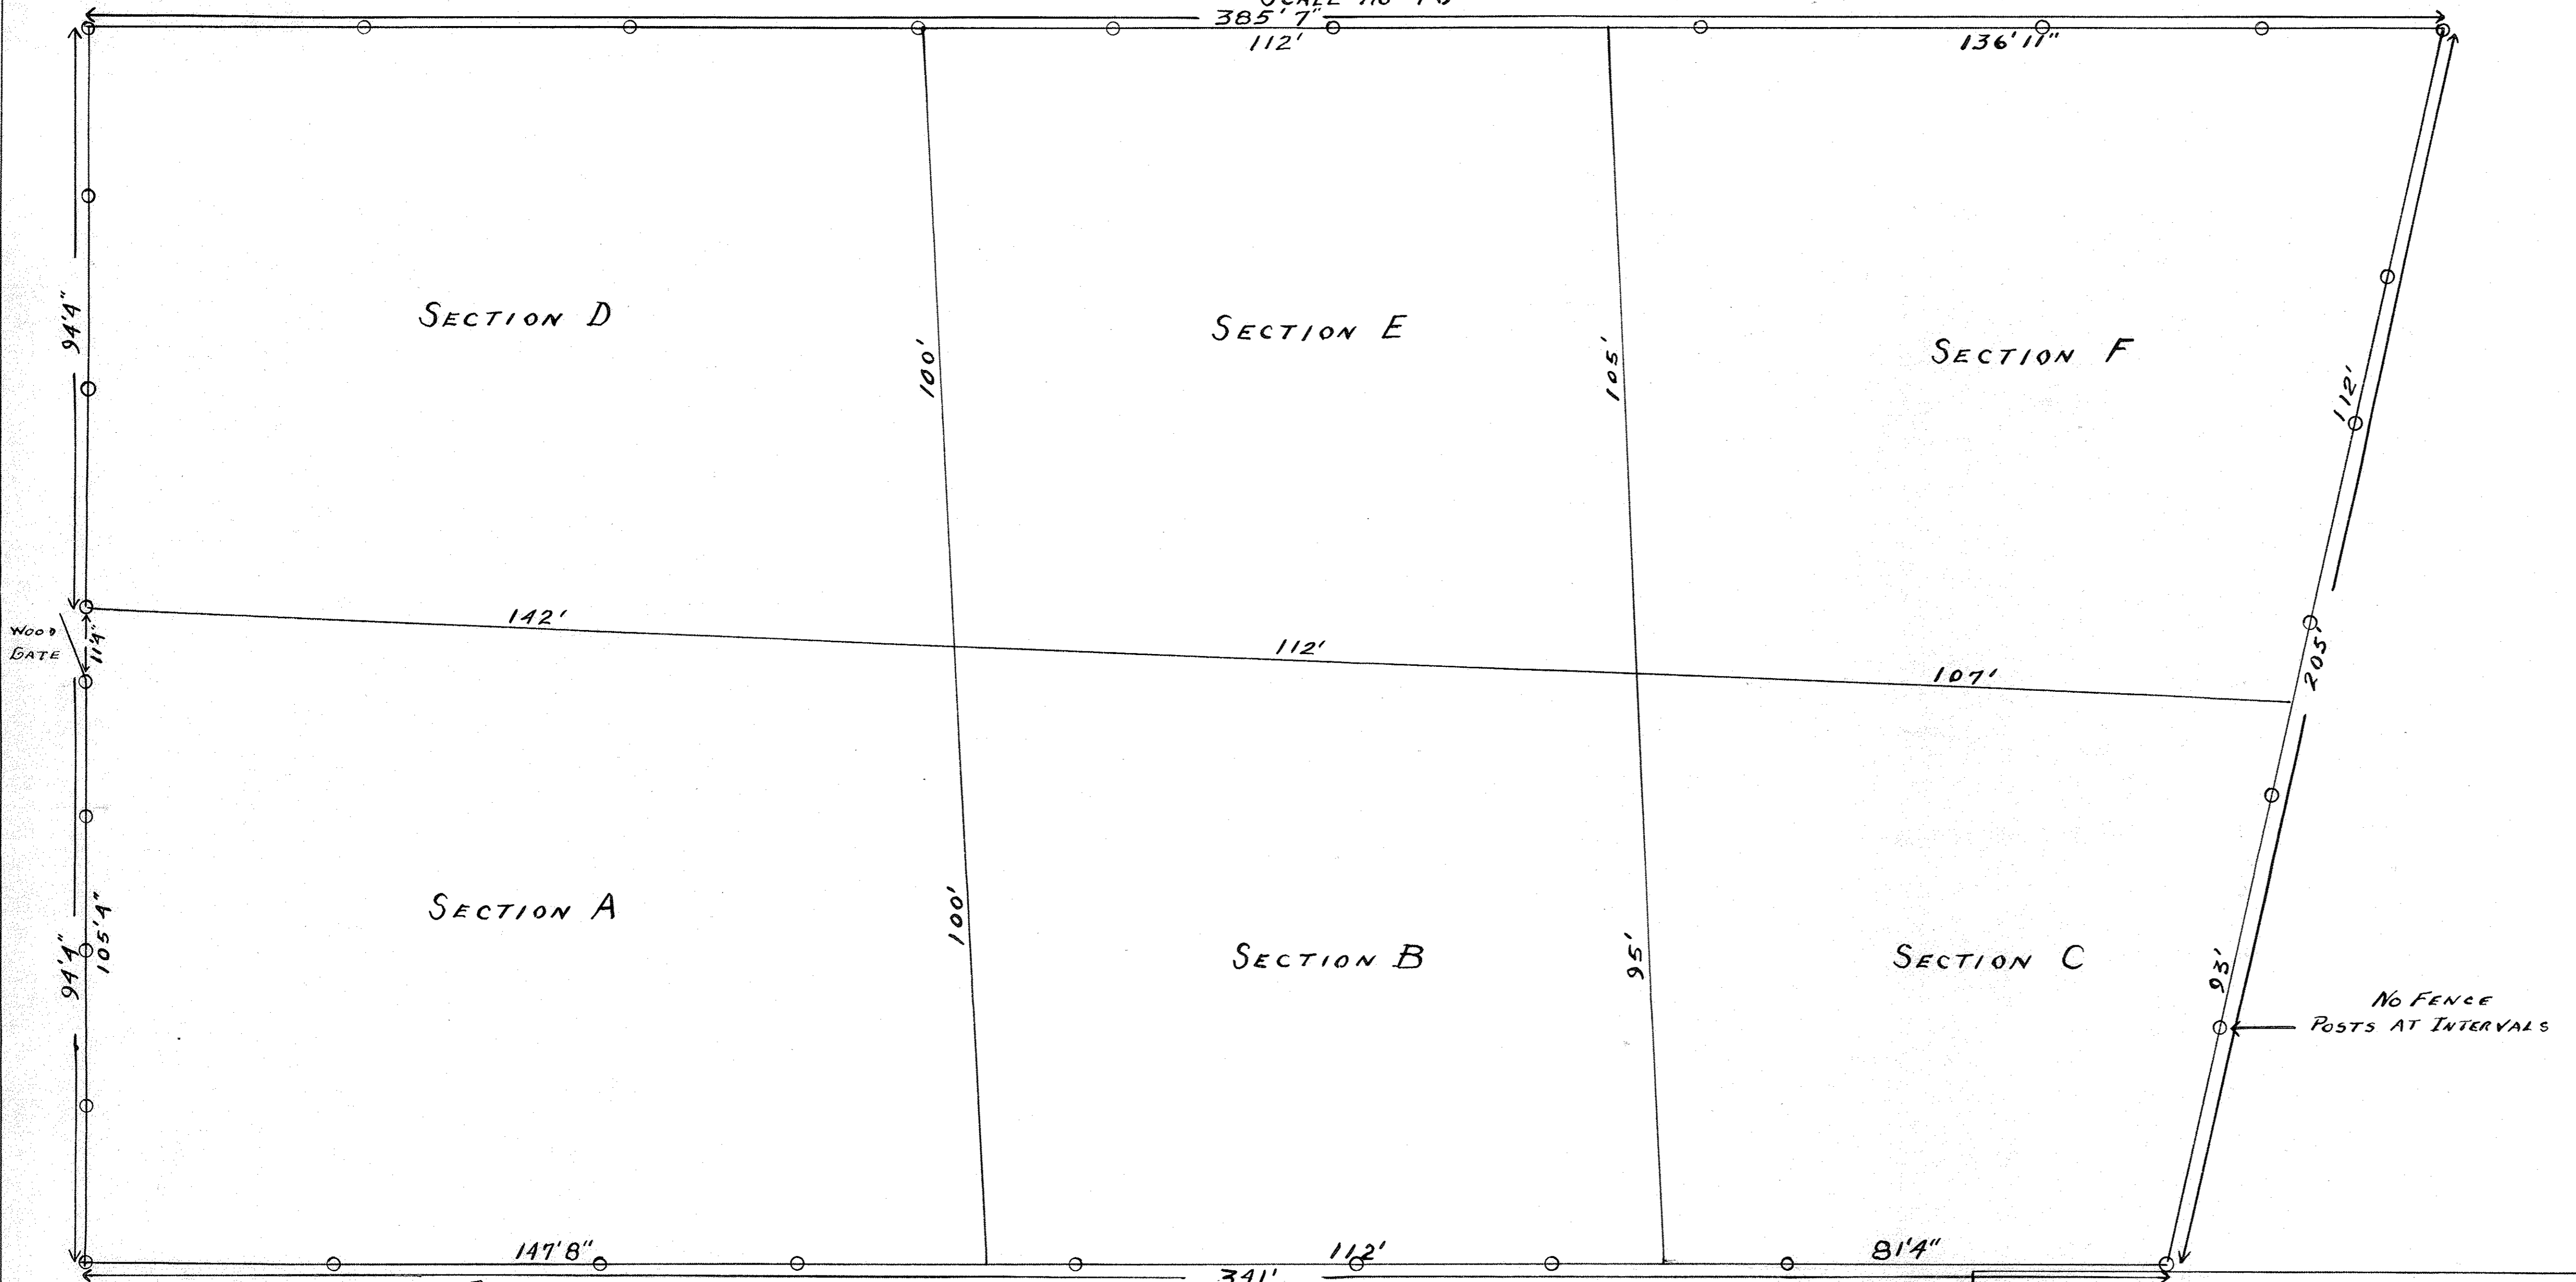 385' 7"
112'
136'11"
94'4"
SECTION D
SECTION E
SECTION F
100'
105'
112'
WOOD
GATE
11'4"
142'
112'
107'
205'
SECTION A
SECTION B
SECTION C
94'4"
105'4"
100'
95'
93'
NO FENCE
POSTS AT INTERVALS
147'8"
112'
81'4"
341'